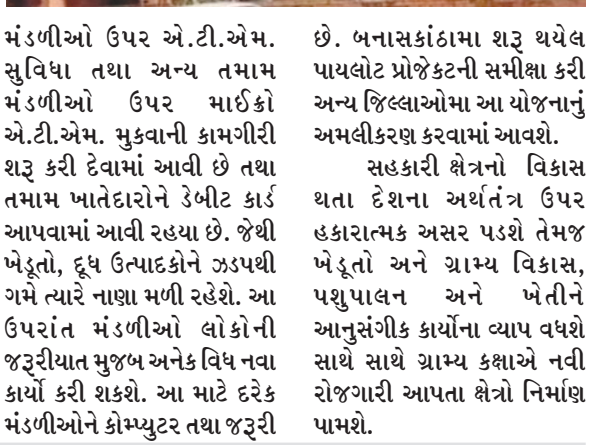 મંડળીઓ ઉપર એ.ટી.એમ.
સુવિધા તથા અન્ય તમામ
મંડળીઓ ઉપર માઈક્રો
એ.ટી.એમ. મુકવાની કામગીરી
શરૂ કરી દેવામાં આવી છે તથા
તમામ ખાતેદારોને ડેબીટ કાર્ડ
આપવામાં આવી રહયા છે. જેથી
ખેડૂતો, દૂધ ઉત્પાદકોને ઝડપથી
ગમે ત્યારે નાણા મળી રહેશે. આ
ઉપરાંત મંડળીઓ લોકોની
જરૂરીયાત મુજબ અનેક વિધ નવા
કાર્યો કરી શકશે. આ માટે દરેક
મંડળીઓને કોમ્પ્યુટર તથા જરૂરી
છે. બનાસકાંઠામા શરૂ થયેલ
પાયલોટ પ્રોજેકટની સમીક્ષા કરી
અન્ય જિલ્લાઓમા આ યોજનાનું
અમલીકરણ કરવામાં આવશે.
સહકારી ક્ષેત્રનો વિકાસ
થતા દેશના અર્થતંત્ર ઉપર
હકારાત્મક અસર પડશે તેમજ
ખેડૂતો અને ગ્રામ્ય વિકાસ,
પશુપાલન અને ખેતીને
આનુસંગીક કાર્યોના વ્યાપ વધશે
સાથે સાથે ગ્રામ્ય કક્ષાએ નવી
રોજગારી આપતા ક્ષેત્રો નિર્માણ
પામશે.